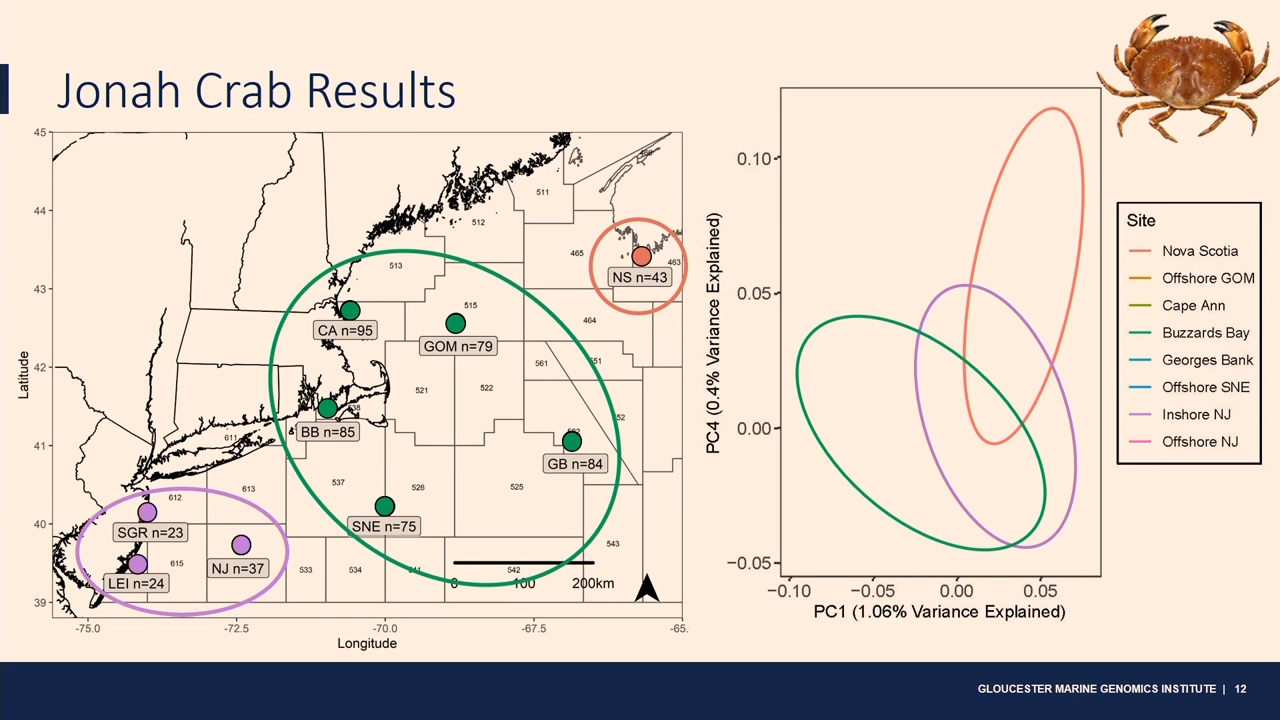 Jonah Crab Results
45
44
43
42
41
40
39
Latitude
-75.0
-72.5
-70.0
-67.5
-65.
Longitude
511
512
465
463
513
515
464
561
551
521
522
611
537
526
525
612
613
615
533
534
542
543
NS n=43
CA n=95
GOM n=79
BB n=85
GB n=84
SNE n=75
SGR n=23
NJ n=37
LEI n=24
0 100 200km
PC4 (0.4% Variance Explained)
0.10
0.05
0.00
−0.05
−0.10
−0.05
0.00
0.05
PC1 (1.06% Variance Explained)
Site
Nova Scotia
Offshore GOM
Cape Ann
Buzzards Bay
Georges Bank
Offshore SNE
Inshore NJ
Offshore NJ
GLOUCESTER MARINE GENOMICS INSTITUTE | 12